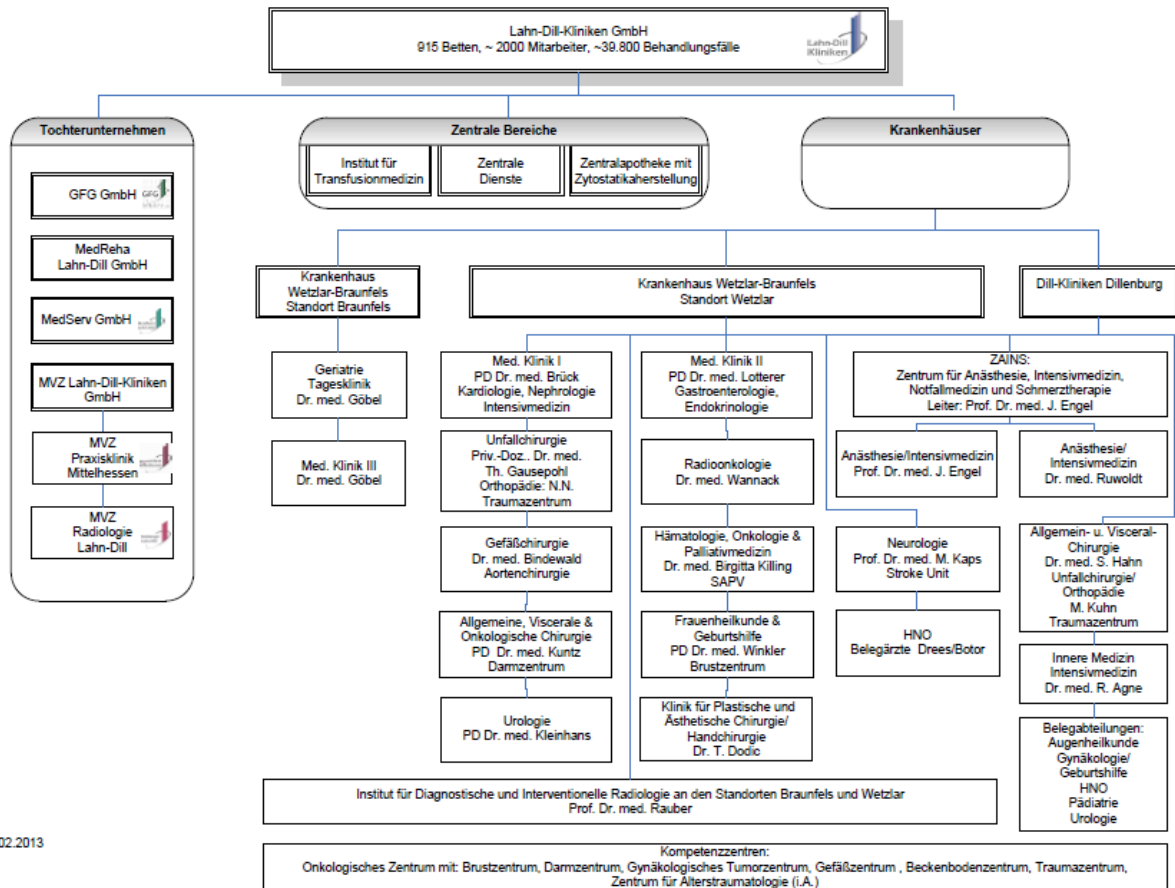 Lahn-Dill-Kliniken GmbH
915 Betten, ~ 2000 Mitarbeiter, ~39.800 Behandlungsfälle
Lahn-Dill
Kliniken
Tochterunternehmen
GFG GmbH
GFG
MedReha
Lahn-Dill GmbH
MedServ GmbH
MVZ Lahn-Dill-Kliniken
GmbH
MVZ
Praxisklinik
Mittelhessen
MVZ
Radiologie
Lahn-Dill
Zentrale Bereiche
Institut für
Transfusionmedizin
Zentrale
Dienste
Zentralapotheke mit
Zytostatikaherstellung
Krankenhäuser
Krankenhaus
Wetzlar-Braunfels
Standort Braunfels
Krankenhaus Wetzlar-Braunfels
Standort Wetzlar
Dill-Kliniken Dillenburg
Geriatrie
Tagesklinik
Dr. med. Göbel
Med. Klinik III
Dr. med. Göbel
Med. Klinik I
PD Dr. med. Brück
Kardiologie, Nephrologie
Intensivmedizin
Unfallchirurgie
Priv.-Doz.. Dr. med.
Th. Gausepohl
Orthopädie: N.N.
Traumazentrum
Gefäßchirurgie
Dr. med. Bindewald
Aortenchirurgie
Allgemeine, Viscerale &
Onkologische Chirurgie
PD  Dr. med. Kuntz
Darmzentrum
Urologie
PD Dr. med. Kleinhans
Med. Klinik II
PD Dr. med. Lotterer
Gastroenterologie,
Endokrinologie
Radioonkologie
Dr. med. Wannack
Hämatologie, Onkologie &
Palliativmedizin
Dr. med. Birgitta Killing
SAPV
Frauenheilkunde &
Geburtshilfe
PD Dr. med. Winkler
Brustzentrum
Klinik für Plastische und
Ästhetische Chirurgie/
Handchirurgie
Dr. T. Dodic
ZAINS:
Zentrum für Anästhesie, Intensivmedizin,
Notfallmedizin und Schmerztherapie
Leiter: Prof. Dr. med. J. Engel
Anästhesie/Intensivmedizin
Prof. Dr. med. J. Engel
Anästhesie/
Intensivmedizin
Dr. med. Ruwoldt
Neurologie
Prof. Dr. med. M. Kaps
Stroke Unit
HNO
Belegärzte  Drees/Botor
Allgemein- u. Visceral-
Chirurgie
Dr. med. S. Hahn
Unfallchirurgie/
Orthopädie
M. Kuhn
Traumazentrum
Innere Medizin
Intensivmedizin
Dr. med. R. Agne
Belegabteilungen:
Augenheilkunde
Gynäkologie/
Geburtshilfe
HNO
Pädiatrie
Urologie
Institut für Diagnostische und Interventionelle Radiologie an den Standorten Braunfels und Wetzlar
Prof. Dr. med. Rauber
02.2013
Kompetenzzentren:
Onkologisches Zentrum mit: Brustzentrum, Darmzentrum, Gynäkologisches Tumorzentrum, Gefäßzentrum , Beckenbodenzentrum, Traumazentrum,
Zentrum für Alterstraumatologie (i.A.)